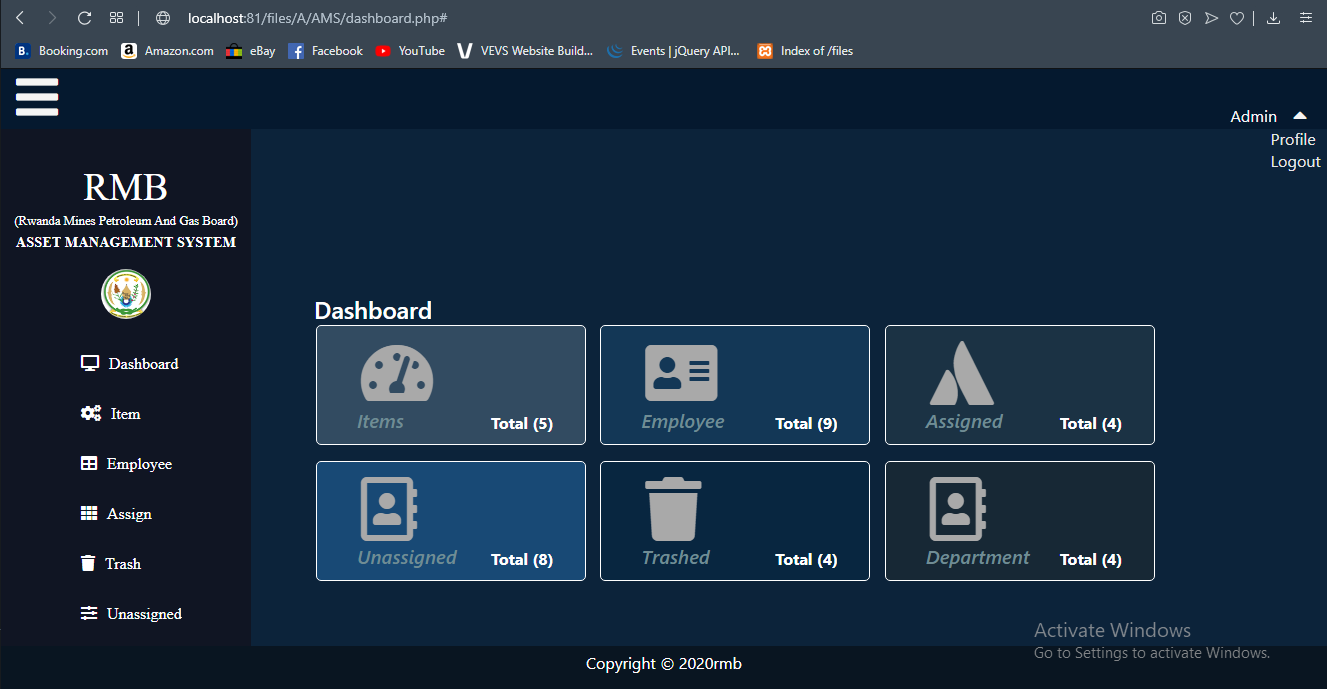 localhost:81/files/A/AMS/dashboard.php#
B. Booking.com a Amazon.com eBay f Facebook YouTube V VEVS Website Build... Events | jQuery API... Index of /files
Admin
Profile
Logout
RMB
(Rwanda Mines Petroleum And Gas Board)
ASSET MANAGEMENT SYSTEM
Dashboard
Item
Employee
Assign
Trash
Unassigned
Dashboard
Items Total (5)
Employee Total (9)
Assigned Total (4)
Unassigned Total (8)
Trashed Total (4)
Department Total (4)
Activate Windows
Go to Settings to activate Windows.
Copyright © 2020rmb